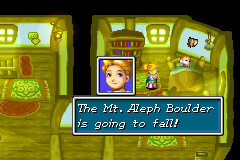 The Mt. Aleph Boulder
is going to fall!